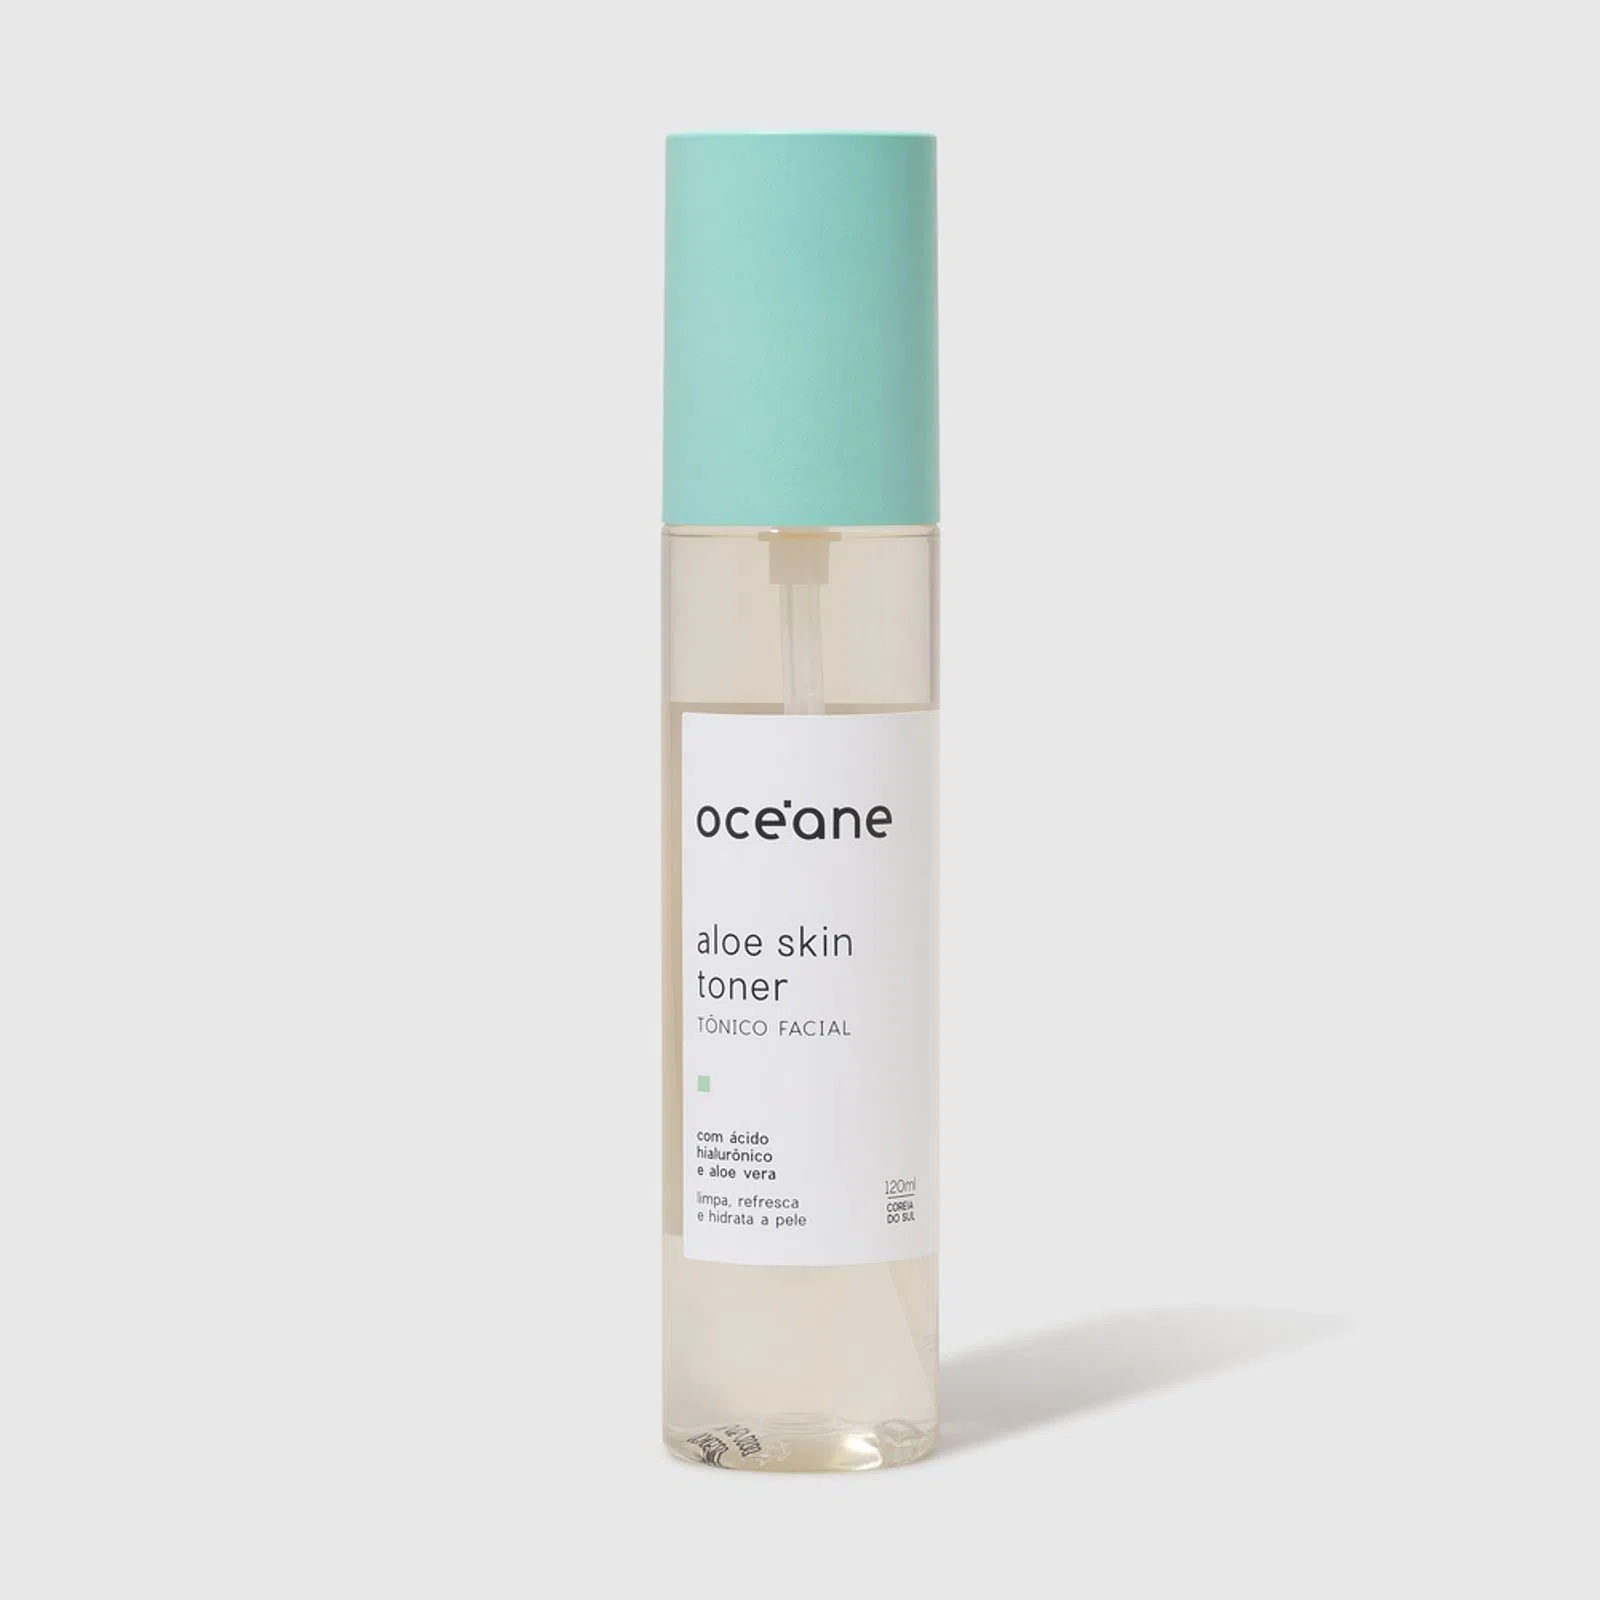 océane
aloe skin
toner
TÔNICO FACIAL
com ácido
hialurônico
e aloe vera
limpa, refresca
e hidrata a pele
120ml
COREIA
DO SUL